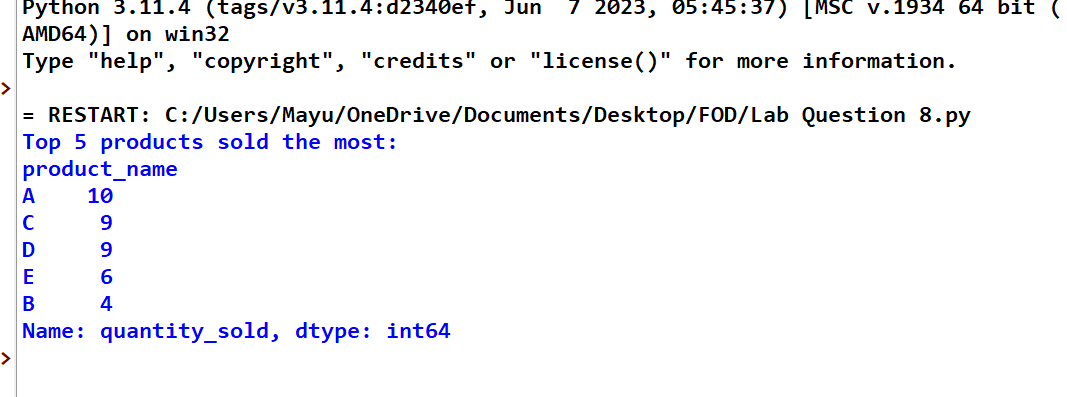 Python 3.11.4 (tags/v3.11.4:d2340ef, Jun  7 2023, 05:45:37) [MSC v.1934 64 bit (
AMD64)] on win32
Type "help", "copyright", "credits" or "license()" for more information.
>
= RESTART: C:/Users/Mayu/OneDrive/Documents/Desktop/FOD/Lab Question 8.py
Top 5 products sold the most:
product_name
A    10
C     9
D     9
E     6
B     4
Name: quantity_sold, dtype: int64
>